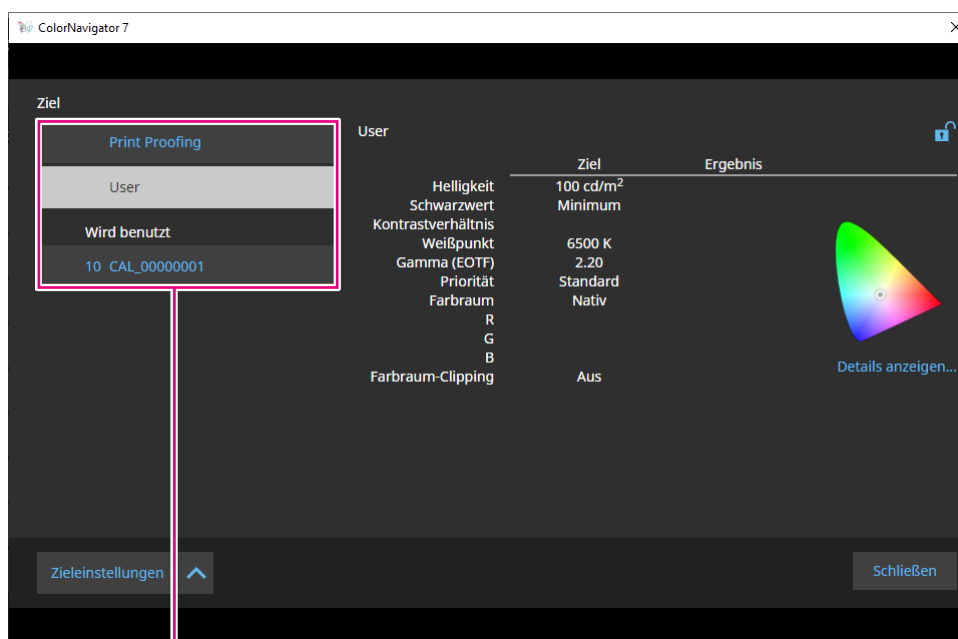 ColorNavigator 7
Ziel
Print Proofing
User
Wird benutzt
10 CAL_00000001
User
Ziel Ergebnis
Helligkeit 100 cd/m²
Schwarzwert Minimum
Kontrastverhältnis
Weißpunkt 6500 K
Gamma (EOTF) 2.20
Priorität Standard
Farbraum Nativ
R
G
B
Farbraum-Clipping Aus
Details anzeigen...
Zieleinstellungen
Schließen